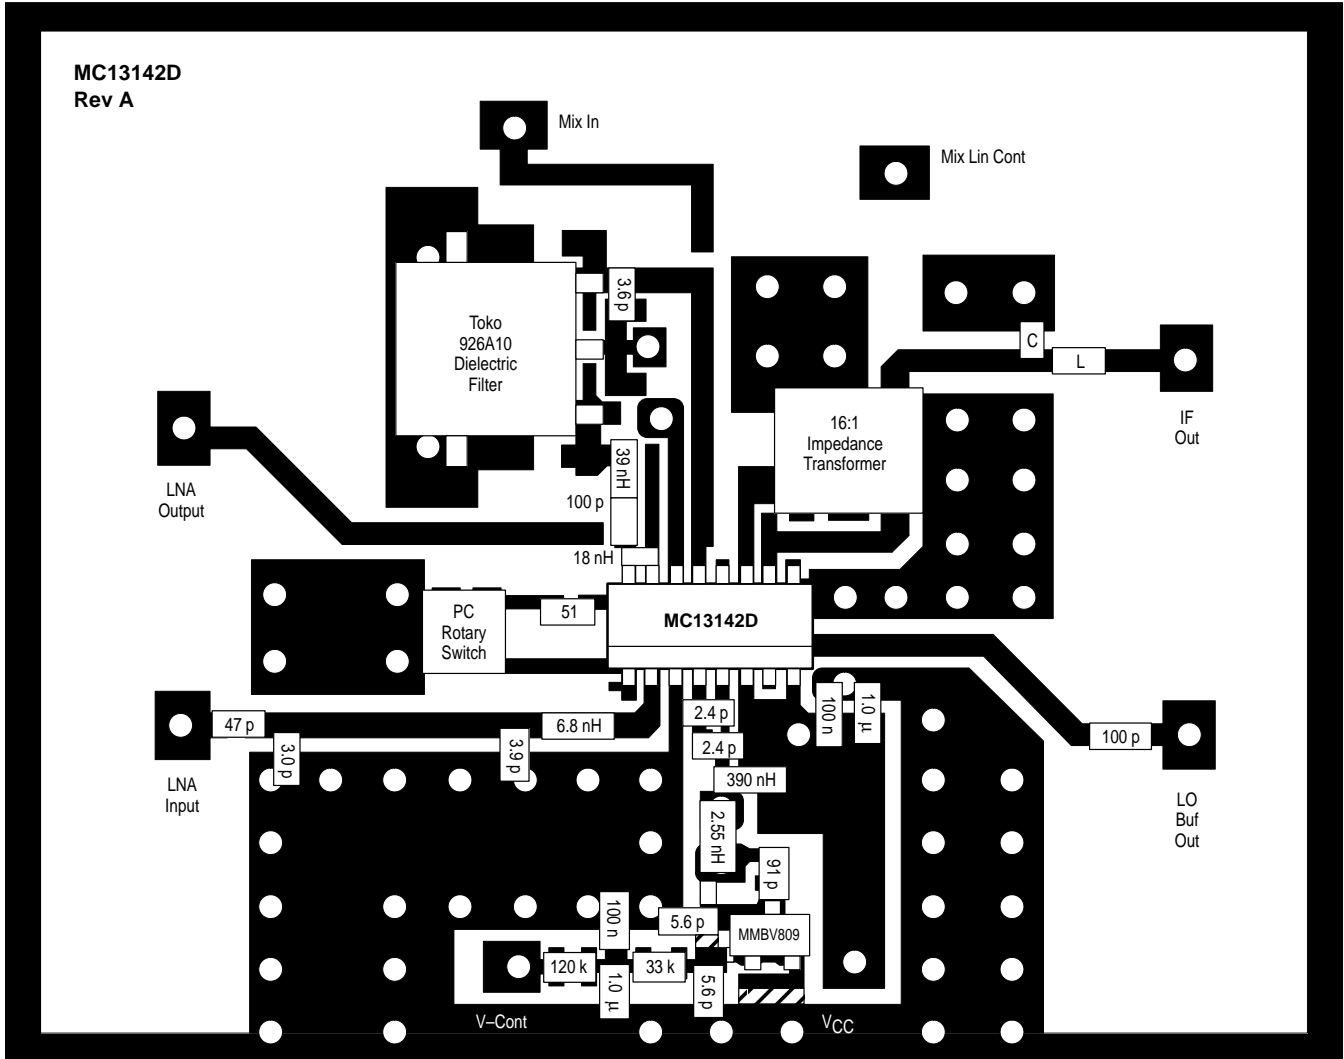 MC13142D
Rev A
Mix In
Mix Lin Cont
3.6 p
Toko
926A10
Dielectric
Filter
C
L
IF
Out
16:1
Impedance
Transformer
LNA
Output
39 nH
100 p
18 nH
PC
Rotary
Switch
51
MC13142D
47 p
3.0 p
6.8 nH
3.9 p
2.4 p
2.4 p
390 nH
100 n
1.0 µ
100 p
LNA
Input
LO
Buf
Out
2.55 nH
91 p
5.6 p
MMBV809
100 n
120 k
33 k
1.0 µ
5.6 p
V–Cont
VCC